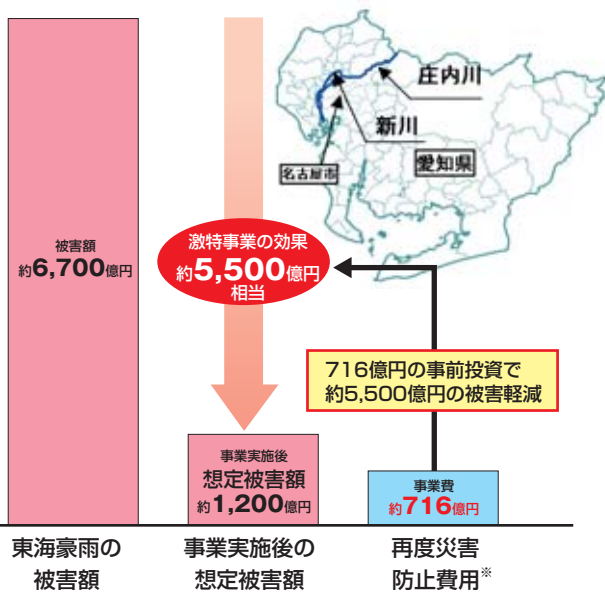 庄内川
新川
名古屋市
愛知県
被害額
約6,700億円
激特事業の効果
約5,500億円
相当
716億円の事前投資で
約5,500億円の被害軽減
事業実施後
想定被害額
約1,200億円
事業費
約716億円
東海豪雨の
被害額
事業実施後の
想定被害額
再度災害
防止費用※